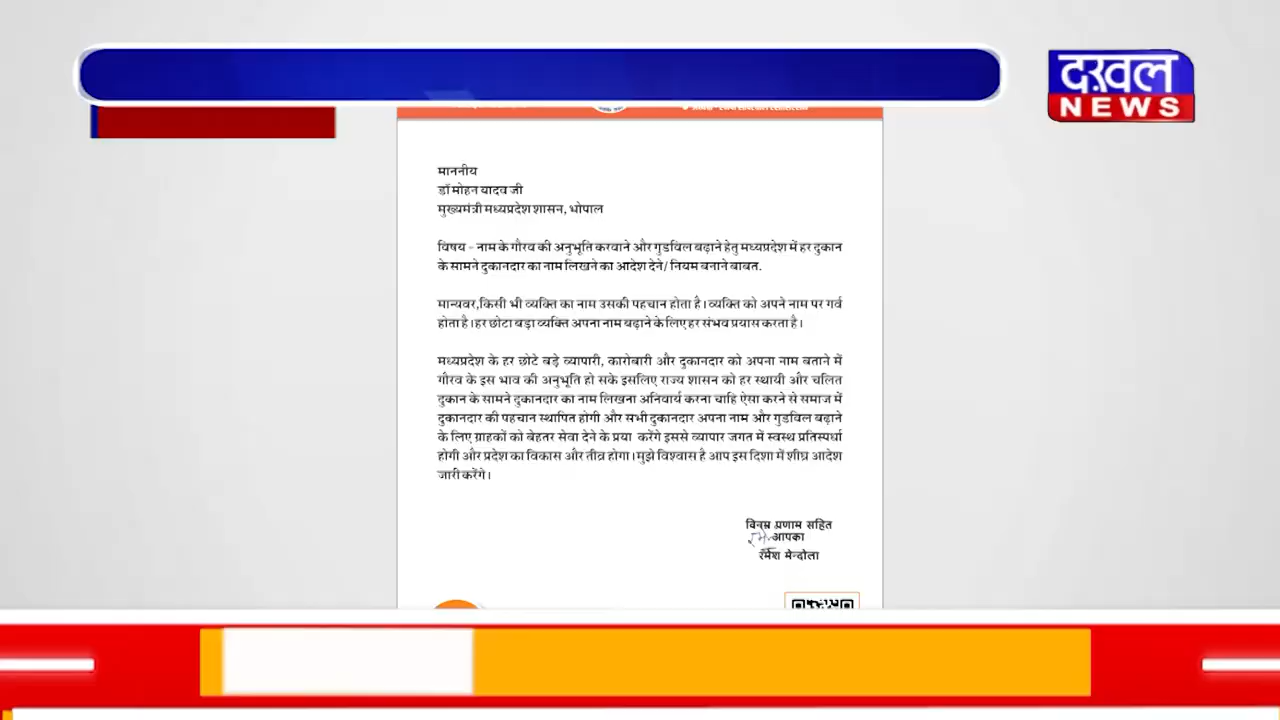 दख़ल
NEWS
माननीय
डॉ मोहन यादव जी
मुख्यमंत्री मध्यप्रदेश शासन, भोपाल
विषय - नाम के गौरव की अनुभूति करवाने और गुडविल बढ़ाने हेतु मध्यप्रदेश में हर दुकान
के सामने दुकानदार का नाम लिखने का आदेश देने/ नियम बनाने बाबत.
मान्यवर,किसी भी व्यक्ति का नाम उसकी पहचान होता है। व्यक्ति को अपने नाम पर गर्व
होता है। हर छोटा बड़ा व्यक्ति अपना नाम बढ़ाने के लिए हर संभव प्रयास करता है।
मध्यप्रदेश के हर छोटे बड़े व्यापारी, कारोबारी और दुकानदार को अपना नाम बताने में
गौरव के इस भाव की अनुभूति हो सके इसलिए राज्य शासन को हर स्थायी और चलित
दुकान के सामने दुकानदार का नाम लिखना अनिवार्य करना चाहि ऐसा करने से समाज में
दुकानदार की पहचान स्थापित होगी और सभी दुकानदार अपना नाम और गुडविल बढ़ाने
के लिए ग्राहकों को बेहतर सेवा देने के प्रया करेंगे इससे व्यापार जगत में स्वस्थ प्रतिस्पर्धा
होगी और प्रदेश का विकास और तीव्र होगा। मुझे विश्वास है आप इस दिशा में शीघ्र आदेश
जारी करेंगे।
विनम्र प्रणाम सहित
आपका
रमेश मेन्दोला